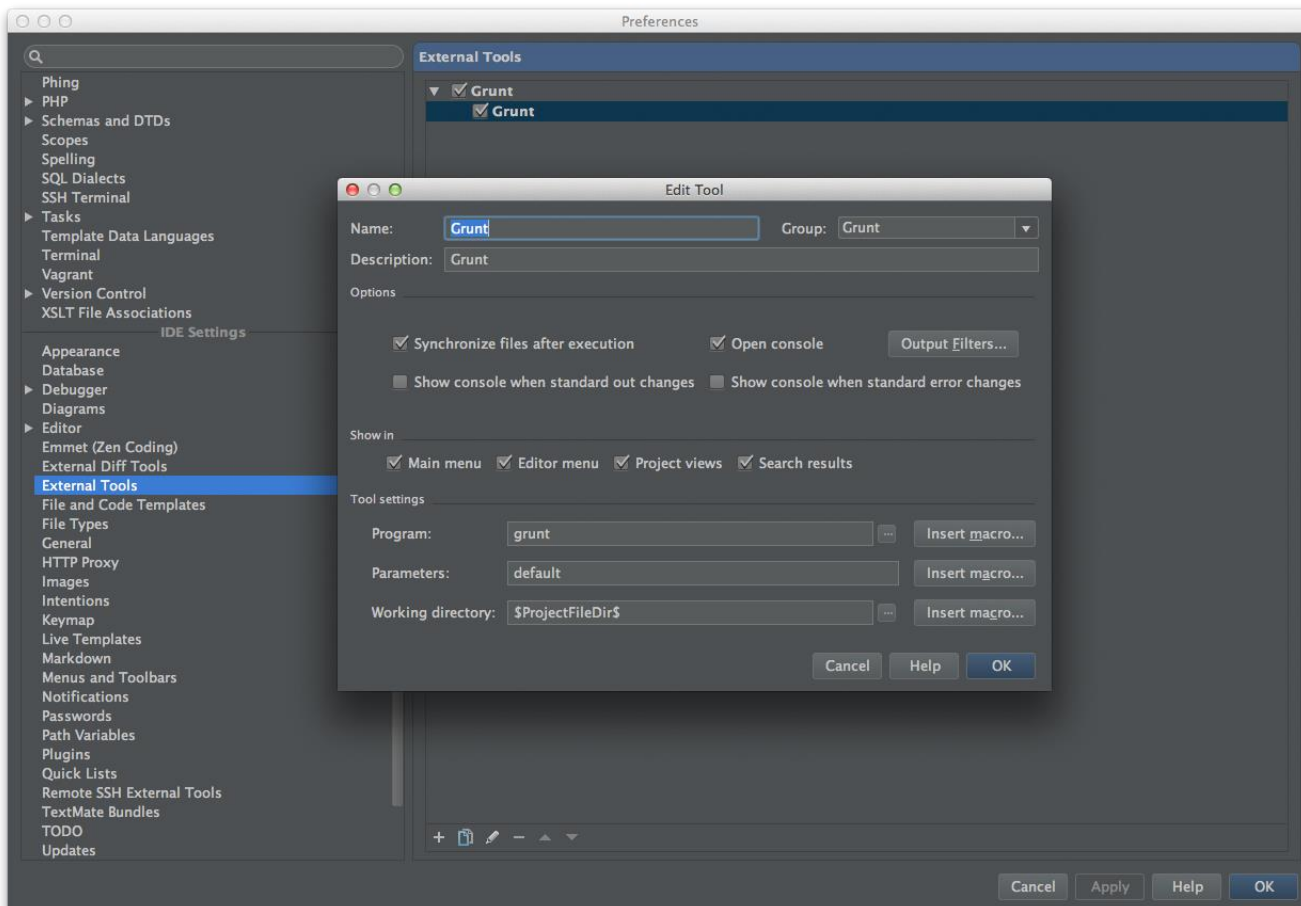 Preferences
Phing
PHP
Schemas and DTDs
Scopes
Spelling
SQL Dialects
SSH Terminal
Tasks
Template Data Languages
Terminal
Vagrant
Version Control
XSLT File Associations
IDE Settings
Appearance
Database
Debugger
Diagrams
Editor
Emmet (Zen Coding)
External Diff Tools
External Tools
File and Code Templates
File Types
General
HTTP Proxy
Images
Intentions
Keymap
Live Templates
Markdown
Menus and Toolbars
Notifications
Passwords
Path Variables
Plugins
Quick Lists
Remote SSH External Tools
TextMate Bundles
TODO
Updates
External Tools
Grunt
Grunt
Edit Tool
Name: Grunt Group: Grunt
Description: Grunt
Options
Synchronize files after execution Open console Output Filters...
Show console when standard out changes Show console when standard error changes
Show in
Main menu Editor menu Project views Search results
Tool settings
Program: grunt ... Insert macro...
Parameters: default Insert macro...
Working directory: $ProjectFileDir$ ... Insert macro...
Cancel Help OK
Cancel Apply Help OK